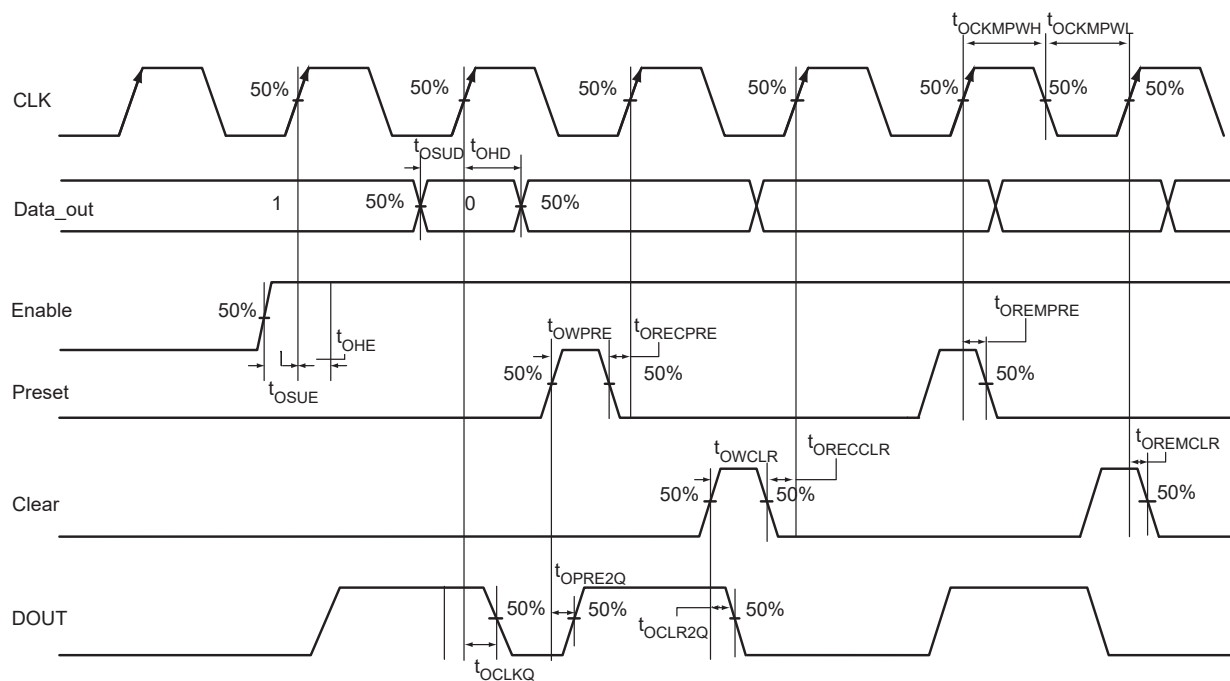 tOCKMPWH tOCKMPWL
CLK
50% 50% 50% 50% 50% 50% 50%
tOSUD tOHD
Data_out
1 50% 0 50%
Enable
50%
tOHE
tOSUE
tOWPRE tORECPRE
tOREMPRE
Preset
50% 50% 50%
tOWCLR tORECCLR
tOREMCLR
Clear
50% 50% 50%
DOUT
tOPRE2Q
50% 50% 50%
tOCLR2Q
tOCLKQ